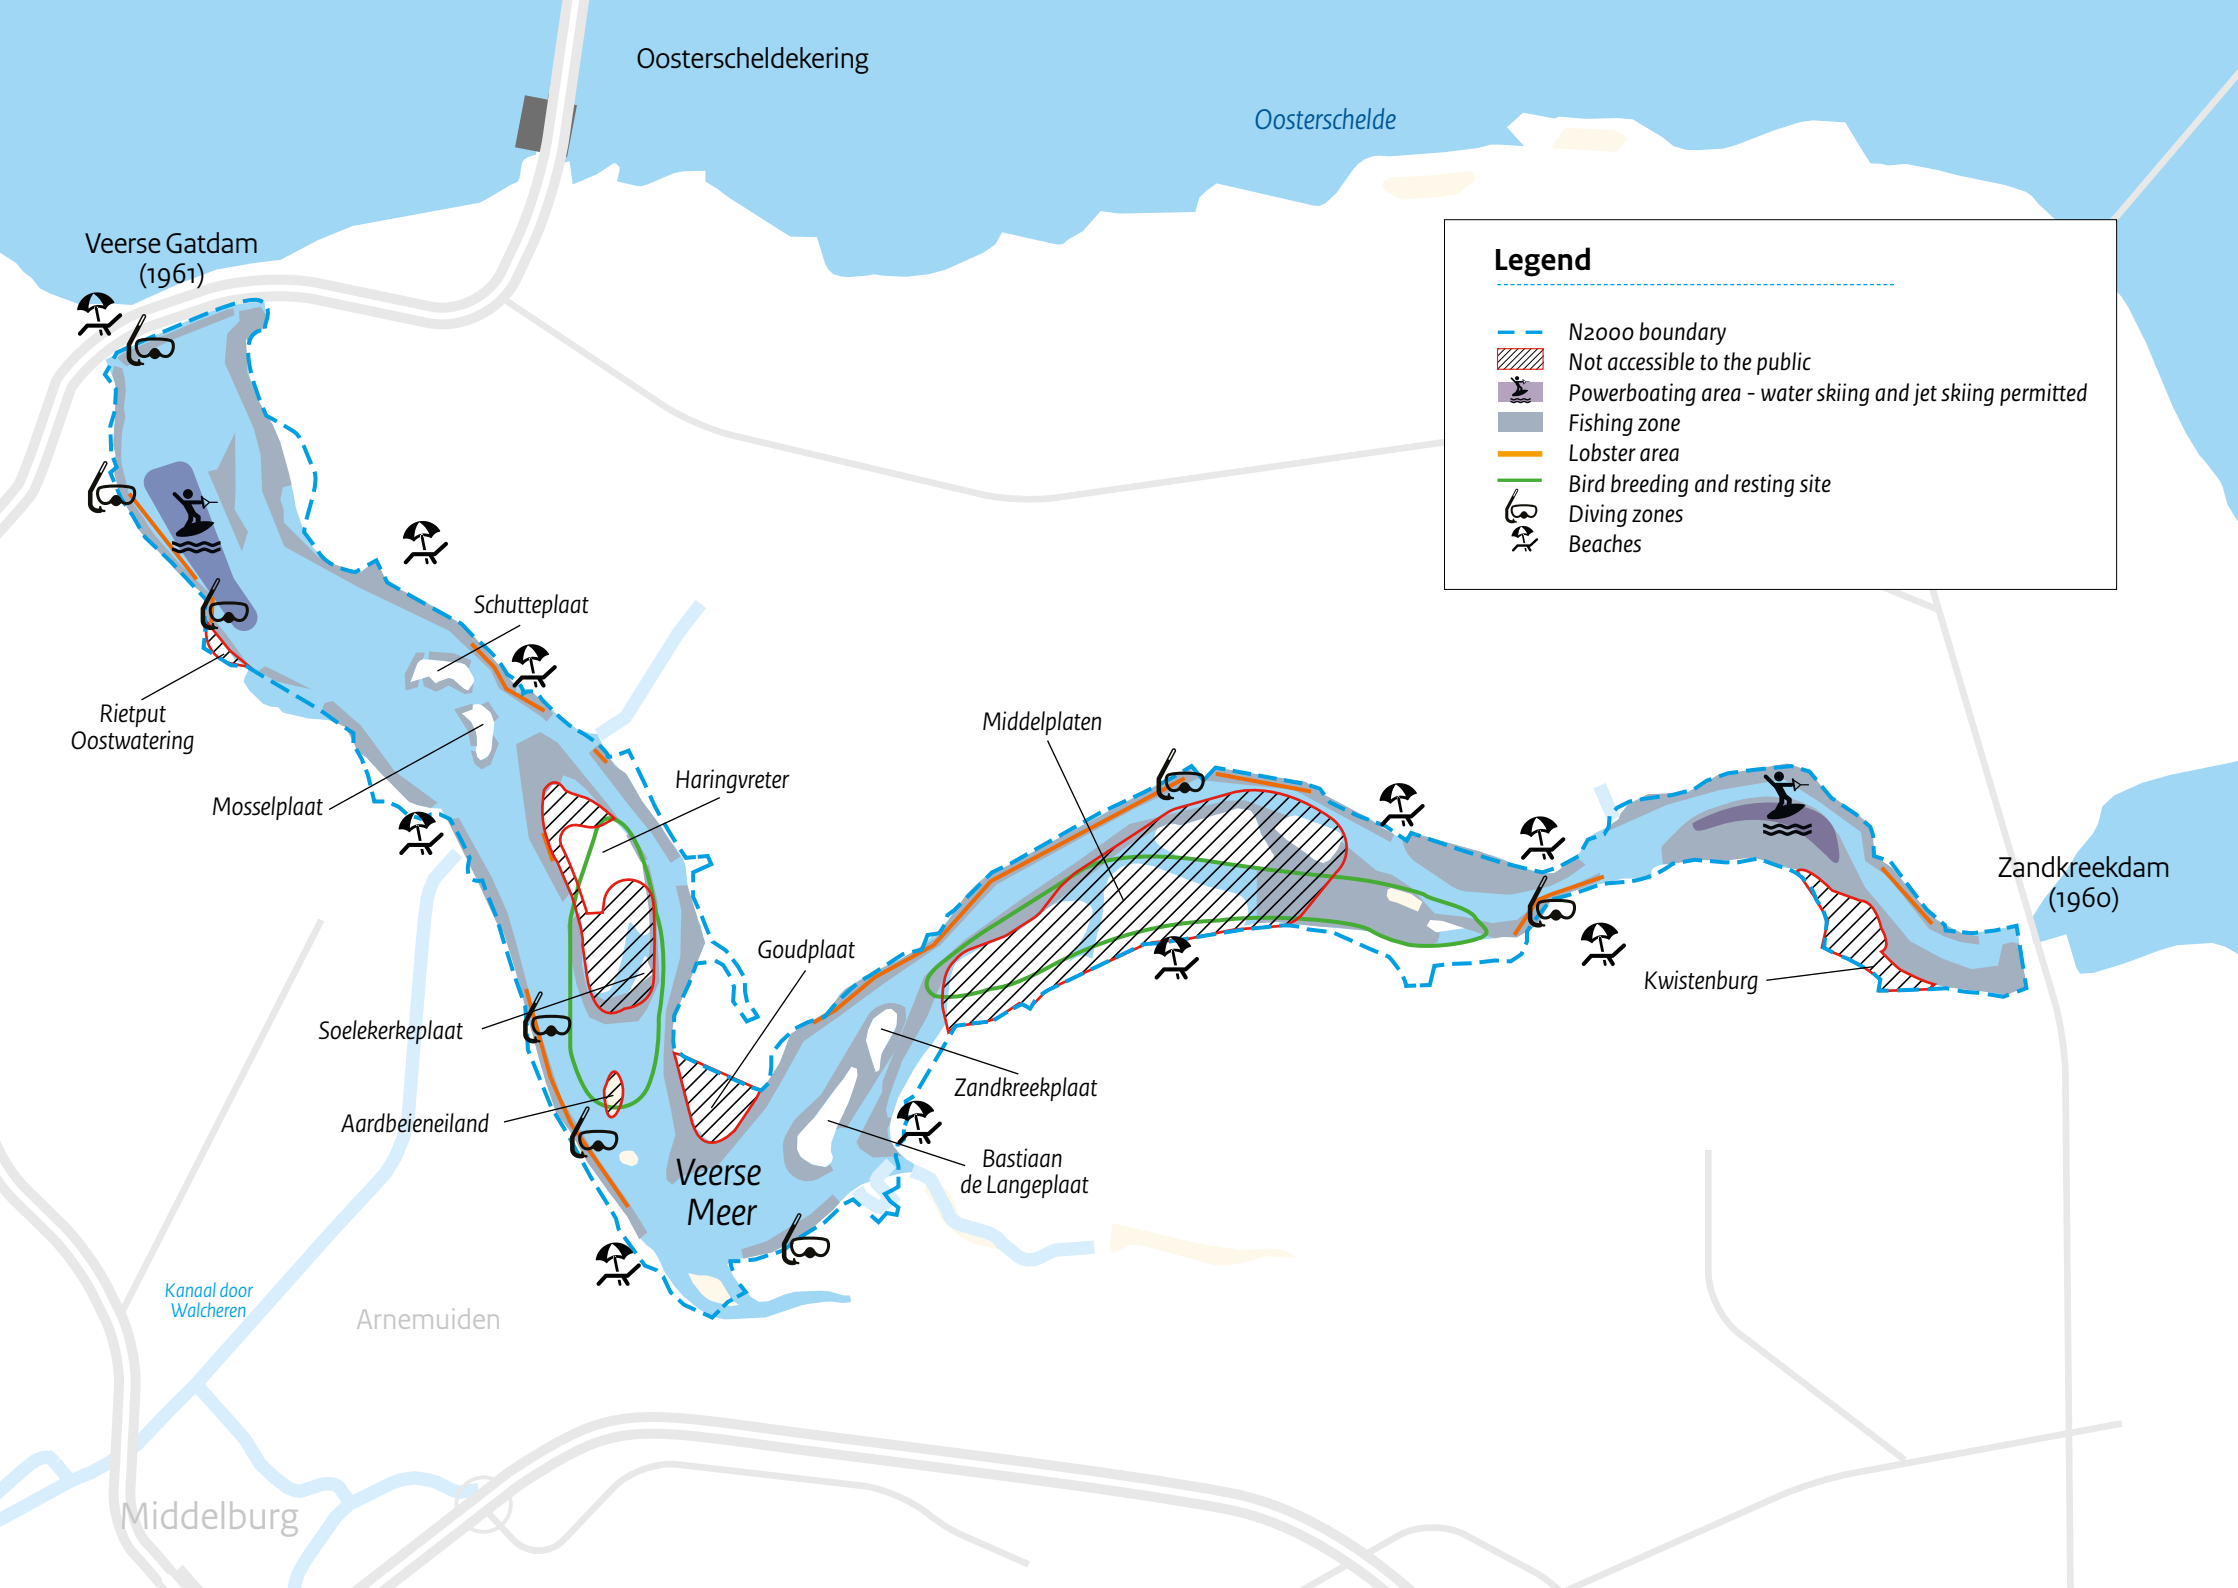 Oosterscheldekering
Oosterschelde
Veerse Gatdam
(1961)
Legend
N2000 boundary
Not accessible to the public
Powerboating area - water skiing and jet skiing permitted
Fishing zone
Lobster area
Bird breeding and resting site
Diving zones
Beaches
Schutteplaat
Rietput
Oostwatering
Mosselplaat
Haringvreter
Middelplaten
Zandkreekdam
(1960)
Goudplaat
Kwistenburg
Soelekerkeplaat
Zandkreekplaat
Aardbeieneiland
Bastiaan
de Langeplaat
Veerse
Meer
Kanaal door
Walcheren
Arnemuiden
Middelburg